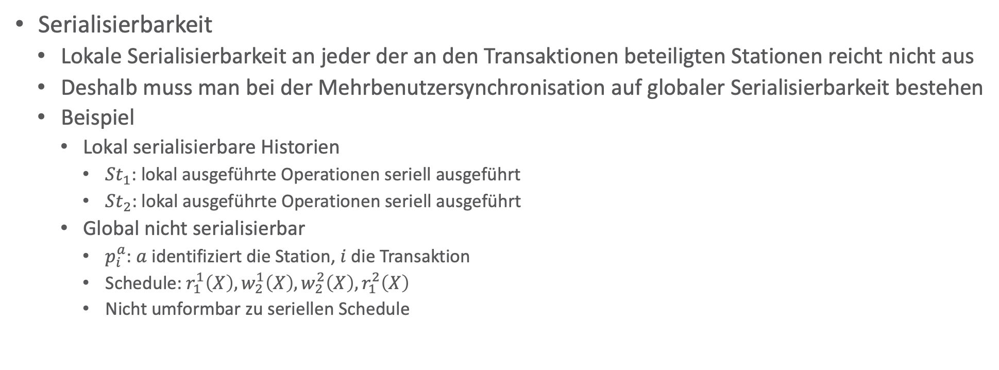 • Serialisierbarkeit
• Lokale Serialisierbarkeit an jeder der an den Transaktionen beteiligten Stationen reicht nicht aus
• Deshalb muss man bei der Mehrbenutzersynchronisation auf globaler Serialisierbarkeit bestehen
• Beispiel
• Lokal serialisierbare Historien
• $St_1$: lokal ausgeführte Operationen seriell ausgeführt
• $St_2$: lokal ausgeführte Operationen seriell ausgeführt
• Global nicht serialisierbar
• $p_i^a$: $a$ identifiziert die Station, $i$ die Transaktion
• Schedule: $r_1^1(X), w_2^1(X), w_2^2(X), r_1^2(X)$
• Nicht umformbar zu seriellen Schedule